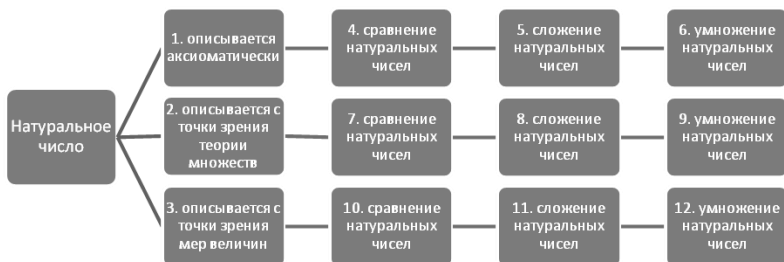 Натуральное
число
1. описывается
аксиоматически
4. сравнение
натуральных
чисел
5. сложение
натуральных
чисел
6. умножение
натуральных
чисел
2. описывается с
точки зрения
теории
множеств
7. сравнение
натуральных
чисел
8. сложение
натуральных
чисел
9. умножение
натуральных
чисел
3. описывается с
точки зрения
мер величин
10. сравнение
натуральных
чисел
11. сложение
натуральных
чисел
12. умножение
натуральных
чисел